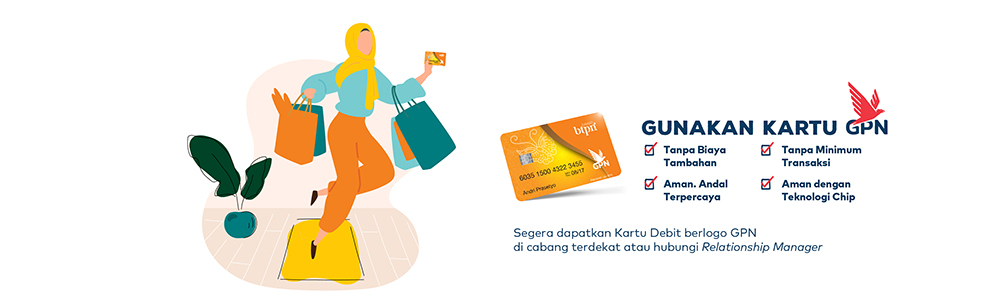 btpn
GPN
6035 1500 4322 3455
08/17
Andri Prasetyo
GUNAKAN KARTU GPN
Tanpa Biaya
Tambahan
Tanpa Minimum
Transaksi
Aman. Andal
Terpercaya
Aman dengan
Teknologi Chip
Segera dapatkan Kartu Debit berlogo GPN
di cabang terdekat atau hubungi Relationship Manager